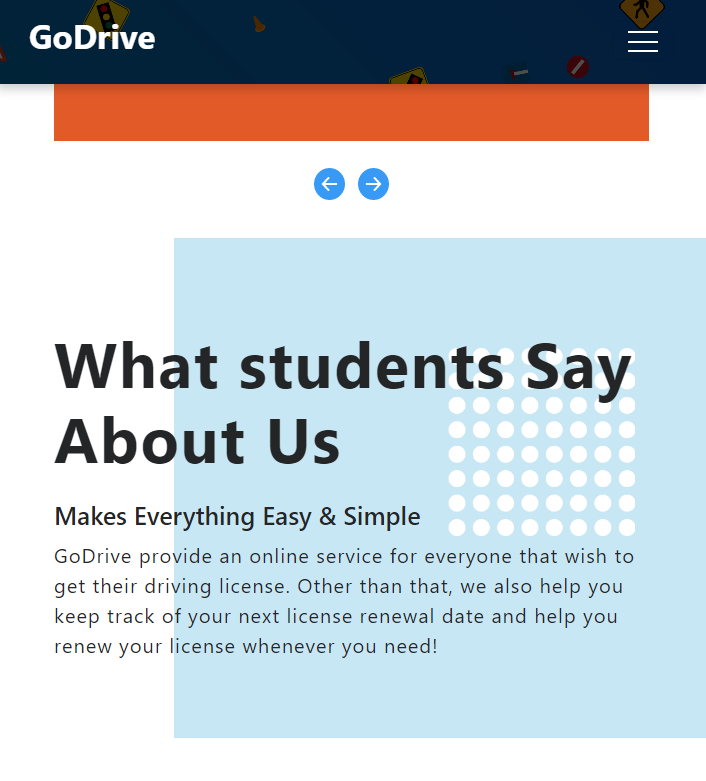 GoDrive
What students Say
About Us
Makes Everything Easy & Simple
GoDrive provide an online service for everyone that wish to
get their driving license. Other than that, we also help you
keep track of your next license renewal date and help you
renew your license whenever you need!